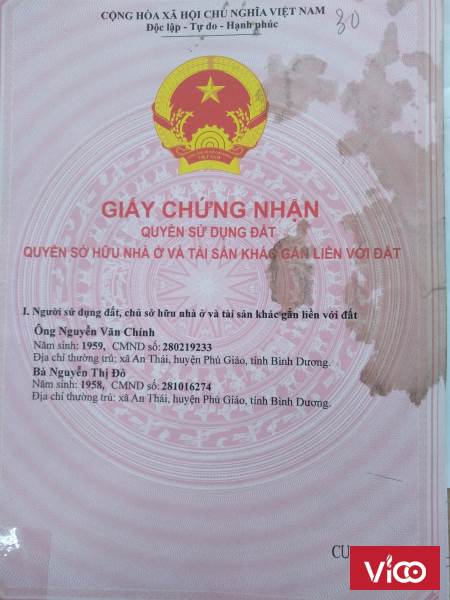 CỘNG HÒA XÃ HỘI CHỦ NGHĨA VIỆT NAM
Độc lập - Tự do - Hạnh phúc
30
VIỆT NAM
GIẤY CHỨNG NHẬN
QUYỀN SỬ DỤNG ĐẤT
QUYỀN SỞ HỮU NHÀ Ở VÀ TÀI SẢN KHÁC GẮN LIỀN VỚI ĐẤT
I. Người sử dụng đất, chủ sở hữu nhà ở và tài sản khác gắn liền với đất
Ông Nguyễn Văn Chính
Năm sinh: 1959, CMND số: 280219233
Địa chỉ thường trú: xã An Thái, huyện Phú Giáo, tỉnh Bình Dương.
Bà Nguyễn Thị Đô
Năm sinh: 1958, CMND số: 281016274
Địa chỉ thường trú: xã An Thái, huyện Phú Giáo, tỉnh Bình Dương.
CU
ViCO